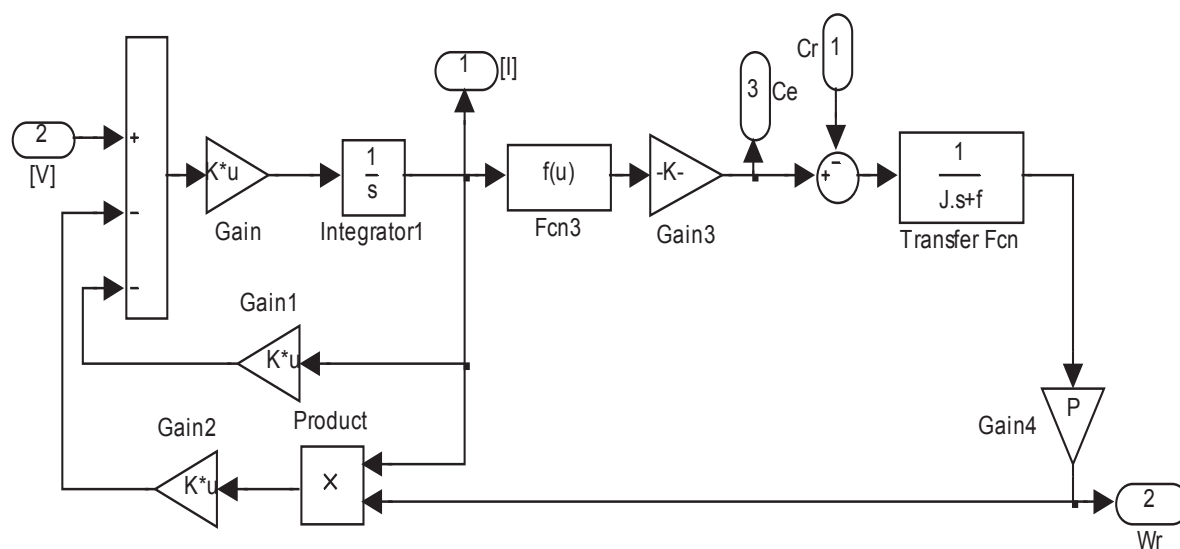 2
[V]
+
−
−
K*u
Gain
1
s
Integrator1
1
[I]
f(u)
Fcn3
-K-
Gain3
3
Ce
Cr
1
+
−
1
J.s+f
Transfer Fcn
Gain1
K*u
Gain2
K*u
Product
×
P
Gain4
2
Wr